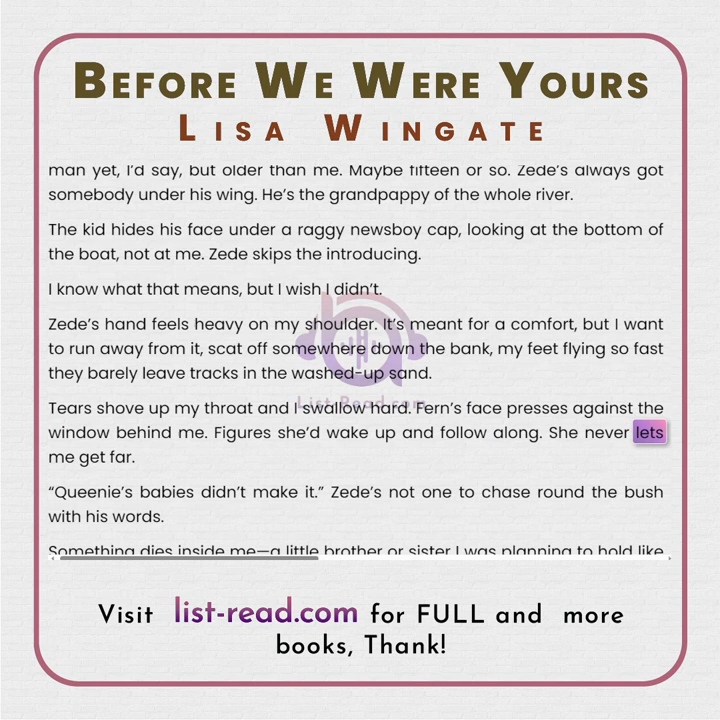 BEFORE WE WERE YOURS
LISA WINGATE
man yet, I’d say, but older than me. Maybe fifteen or so. Zede’s always got
somebody under his wing. He’s the grandpappy of the whole river.
The kid hides his face under a raggy newsboy cap, looking at the bottom of
the boat, not at me. Zede skips the introducing.
I know what that means, but I wish I didn’t.
Zede’s hand feels heavy on my shoulder. It’s meant for a comfort, but I want
to run away from it, scat off somewhere down the bank, my feet flying so fast
they barely leave tracks in the washed-up sand.
List-Read.com
Tears shove up my throat and I swallow hard. Fern’s face presses against the
window behind me. Figures she’d wake up and follow along. She never lets
me get far.
“Queenie’s babies didn’t make it.” Zede’s not one to chase round the bush
with his words.
Something dies inside me—a little brother or sister I was planning to hold like
Visit list-read.com for FULL and more
books, Thank!